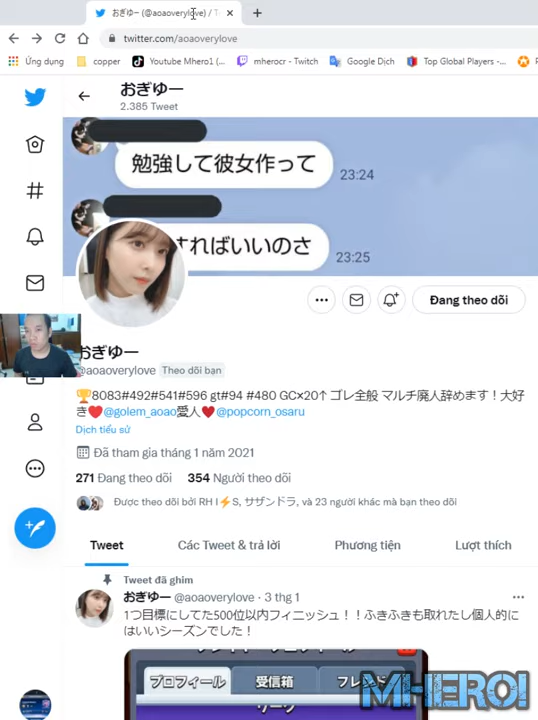 おぎゆー (@aoaoverylove) / T
twitter.com/aoaoverylove
Ứng dụng
copper
Youtube Mhero1 (...
mherocr - Twitch
Google Dịch
Top Global Players -...
おぎゆー
2.385 Tweet
勉強して彼女作って
23:24
すればいいのさ
23:25
Đang theo dõi
おぎゆー
@aoaoverylove Theo dõi bạn
🏆8083#492#541#596 gt#94 #480 GC×20↑ ゴレ全般 マルチ廃人辞めます！大好
き❤️@golem_aoao愛人❤️@popcorn_osaru
Dịch tiểu sử
Đã tham gia tháng 1 năm 2021
271 Đang theo dõi 354 Người theo dõi
Được theo dõi bởi RH I⚡S, サザンドラ, và 23 người khác mà bạn theo dõi
Tweet
Các Tweet & trả lời
Phương tiện
Lượt thích
Tweet đã ghim
おぎゆー @aoaoverylove · 3 thg 1
1つ目標にしてた500位以内フィニッシュ！！ふきふきも取れたし個人的に
はいいシーズンでした！
プロフィール
受信箱
フレンド
リーグ
MHERO!